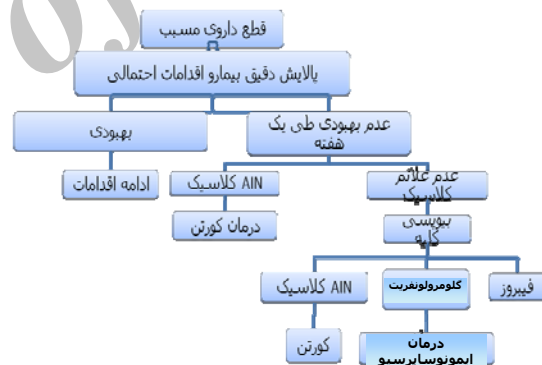 قطع داروی مسبب
پالایش دقیق بیمارو اقدامات احتمالی
عدم بهبودی طی یک
هفته
بهبودی
عدم علائم
کلاسیک
AIN کلاسیک
ادامه اقدامات
درمان کورتن
بیوپسی
کلیه
فیبروز
گلومرولونفریت
AIN کلاسیک
درمان
ایمونوساپرسیو
کورتن